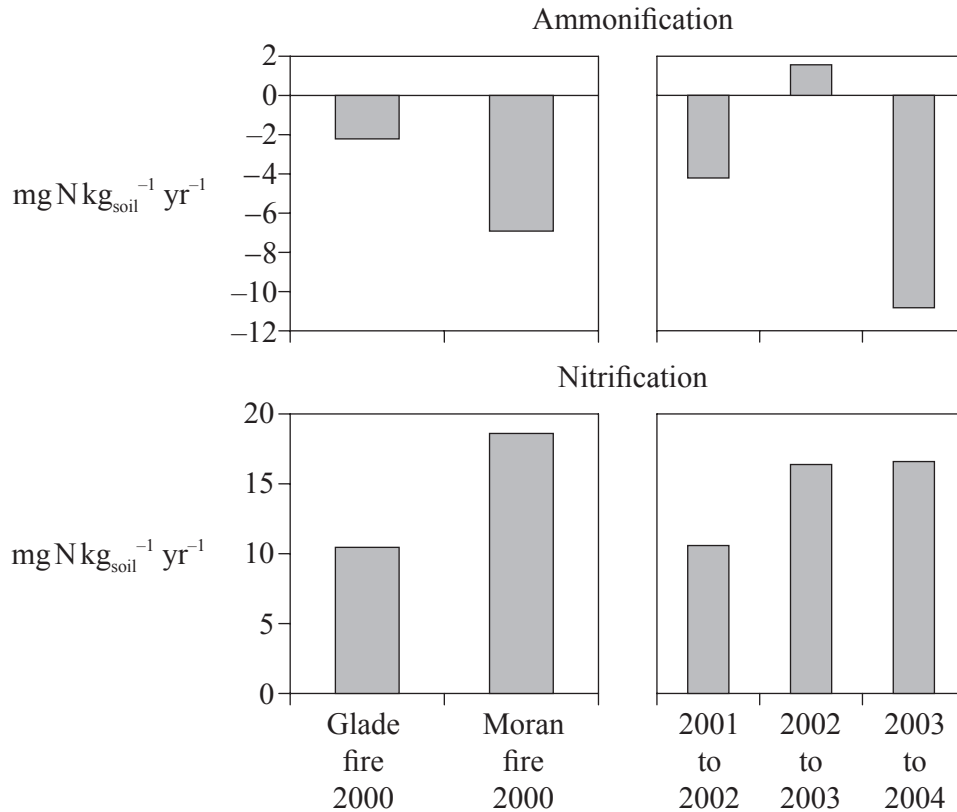 Ammonification
2
0
–2
–4
–6
–8
–10
–12
mg N kg_soil⁻¹ yr⁻¹
Nitrification
20
15
10
5
0
mg N kg_soil⁻¹ yr⁻¹
Glade
fire
2000
Moran
fire
2000
2001
to
2002
2002
to
2003
2003
to
2004